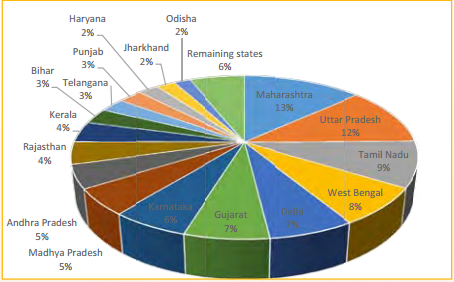 Maharashtra
13%
Uttar Pradesh
12%
Tamil Nadu
9%
West Bengal
8%
Delhi
7%
Gujarat
7%
Karnataka
6%
Madhya Pradesh
5%
Andhra Pradesh
5%
Rajasthan
4%
Kerala
4%
Bihar
3%
Telangana
3%
Punjab
3%
Haryana
2%
Jharkhand
2%
Odisha
2%
Remaining states
6%